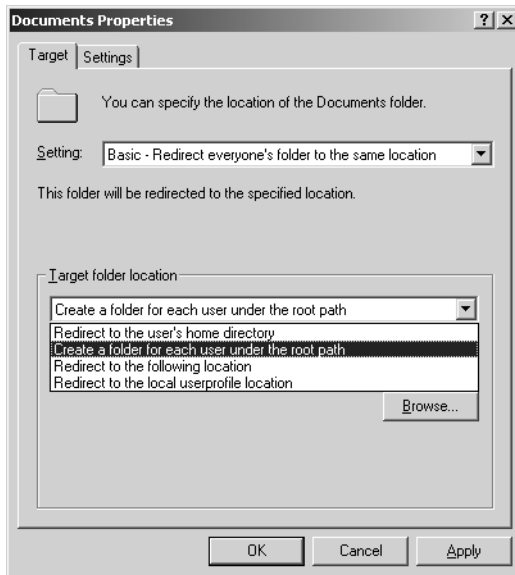 Documents Properties
? X
Target
Settings
You can specify the location of the Documents folder.
Setting:
Basic - Redirect everyone's folder to the same location
This folder will be redirected to the specified location.
Target folder location
Create a folder for each user under the root path
Redirect to the user's home directory
Create a folder for each user under the root path
Redirect to the following location
Redirect to the local userprofile location
Browse...
OK
Cancel
Apply